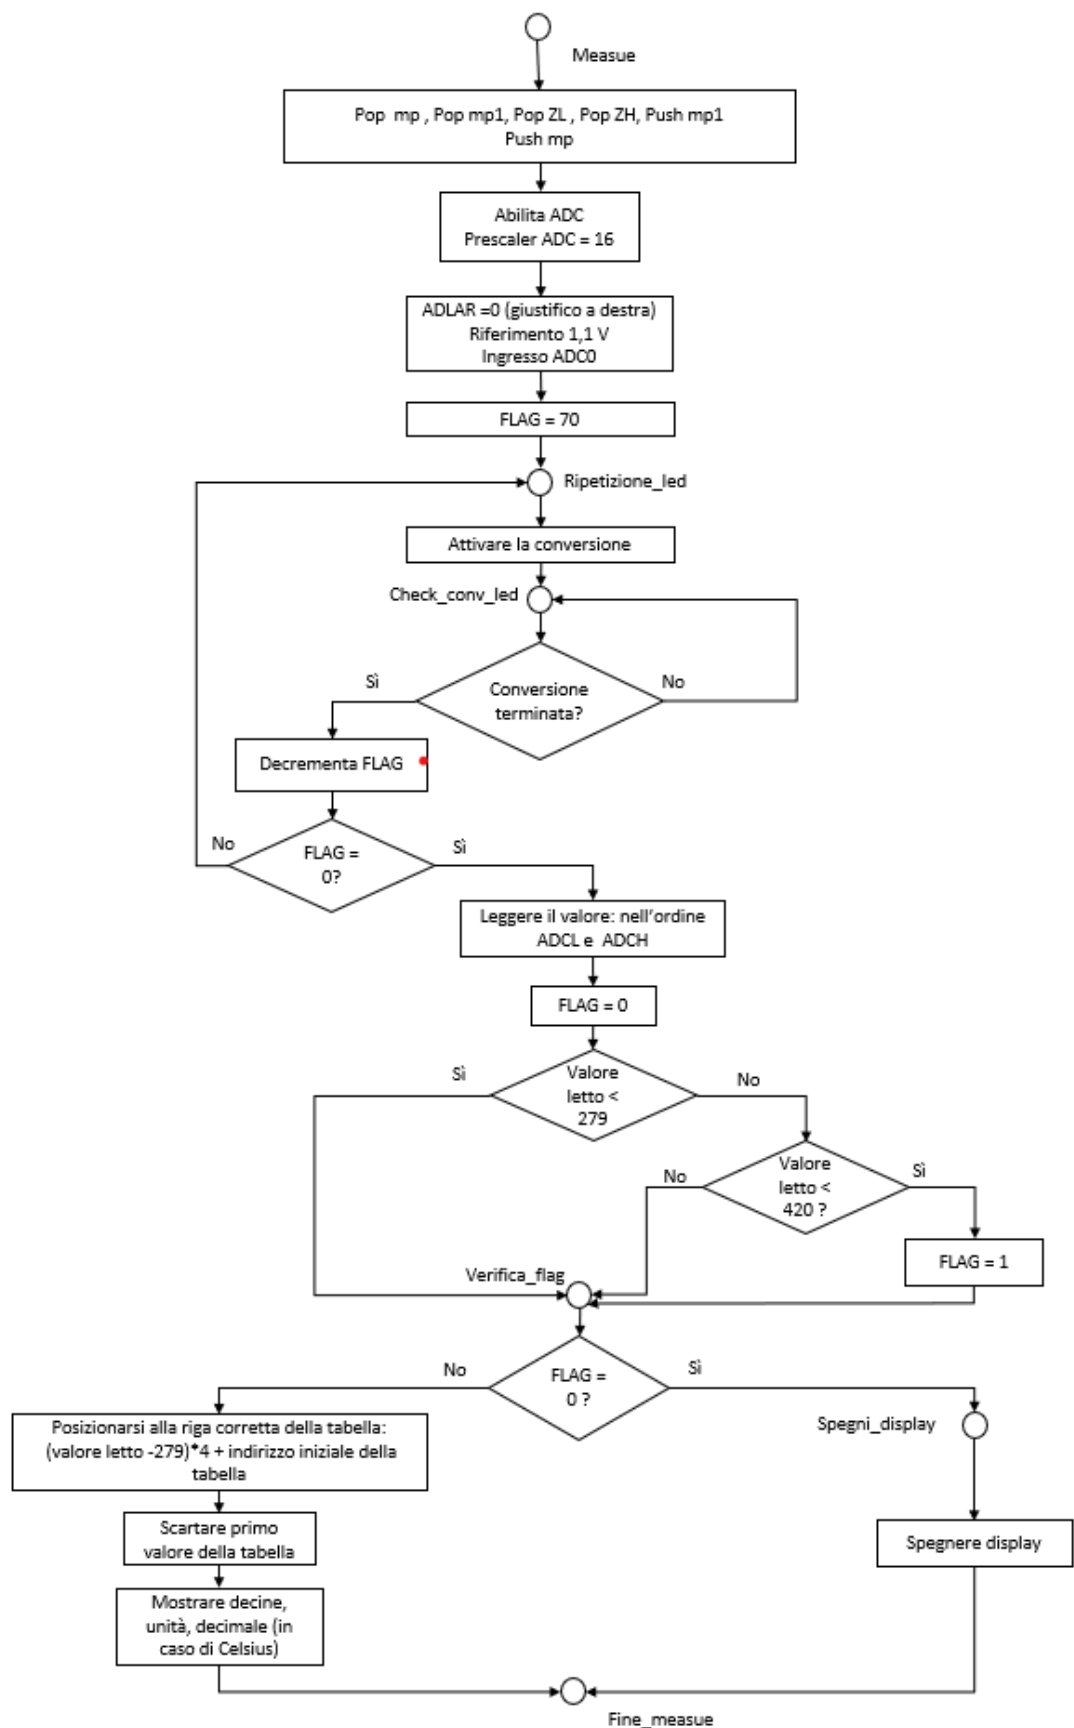 Measue
Pop mp , Pop mp1, Pop ZL , Pop ZH, Push mp1
Push mp
Abilita ADC
Prescaler ADC = 16
ADLAR =0 (giustifico a destra)
Riferimento 1,1 V
Ingresso ADC0
FLAG = 70
Ripetizione_led
Attivare la conversione
Check_conv_led
Conversione
terminata?
Sì
No
Decrementa FLAG
FLAG =
0?
No
Sì
Leggere il valore: nell'ordine
ADCL e ADCH
FLAG = 0
Valore
letto <
279
Sì
No
Valore
letto <
420 ?
No
Sì
FLAG = 1
Verifica_flag
FLAG =
0 ?
No
Sì
Posizionarsi alla riga corretta della tabella:
(valore letto -279)*4 + indirizzo iniziale della
tabella
Spegni_display
Scartare primo
valore della tabella
Spegnere display
Mostrare decine,
unità, decimale (in
caso di Celsius)
Fine_measue